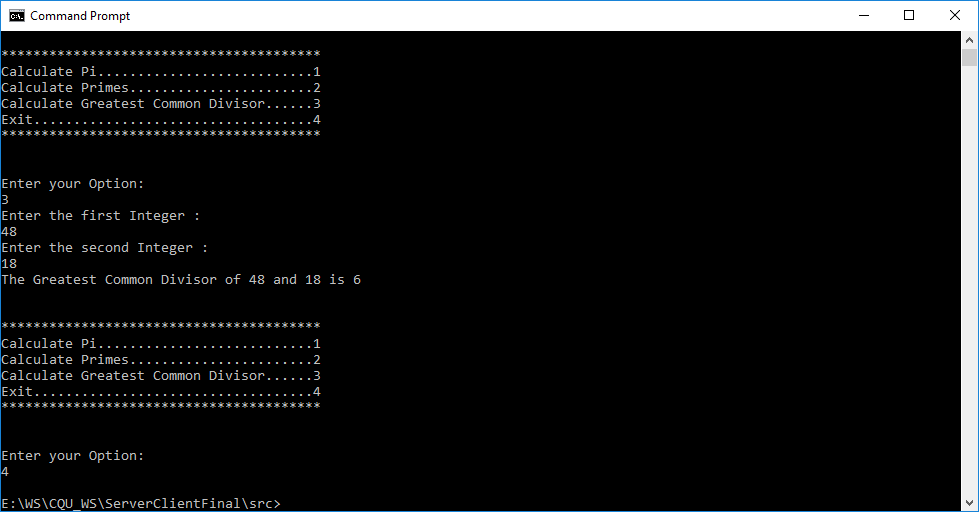 Command Prompt
****************************************
Calculate Pi...........................1
Calculate Primes.......................2
Calculate Greatest Common Divisor......3
Exit...................................4
****************************************
Enter your Option:
3
Enter the first Integer :
48
Enter the second Integer :
18
The Greatest Common Divisor of 48 and 18 is 6
****************************************
Calculate Pi...........................1
Calculate Primes.......................2
Calculate Greatest Common Divisor......3
Exit...................................4
****************************************
Enter your Option:
4
E:\WS\CQU_WS\ServerClientFinal\src>